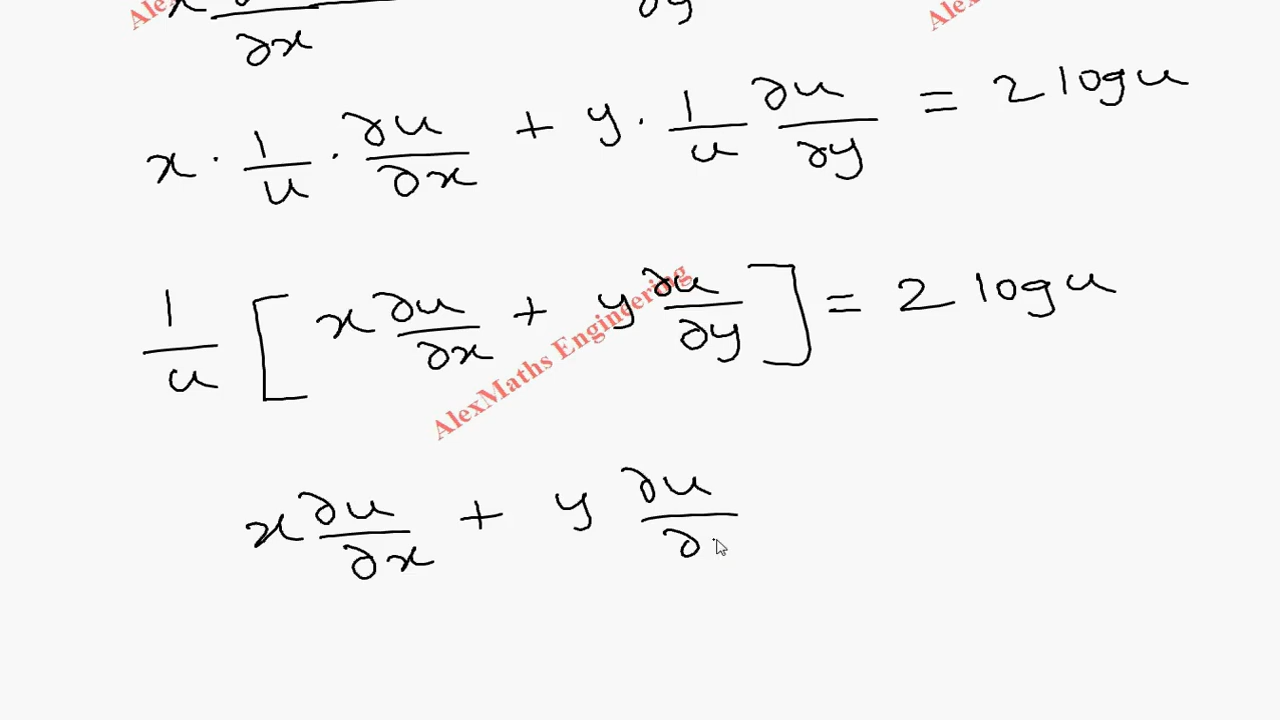 x ∂x ∂y
x · 1/u · ∂u/∂x + y · 1/u ∂u/∂y = 2 log u
1/u [ x ∂u/∂x + y ∂u/∂y ] = 2 log u
AlexMaths Engineering
x ∂u/∂x + y ∂u/∂